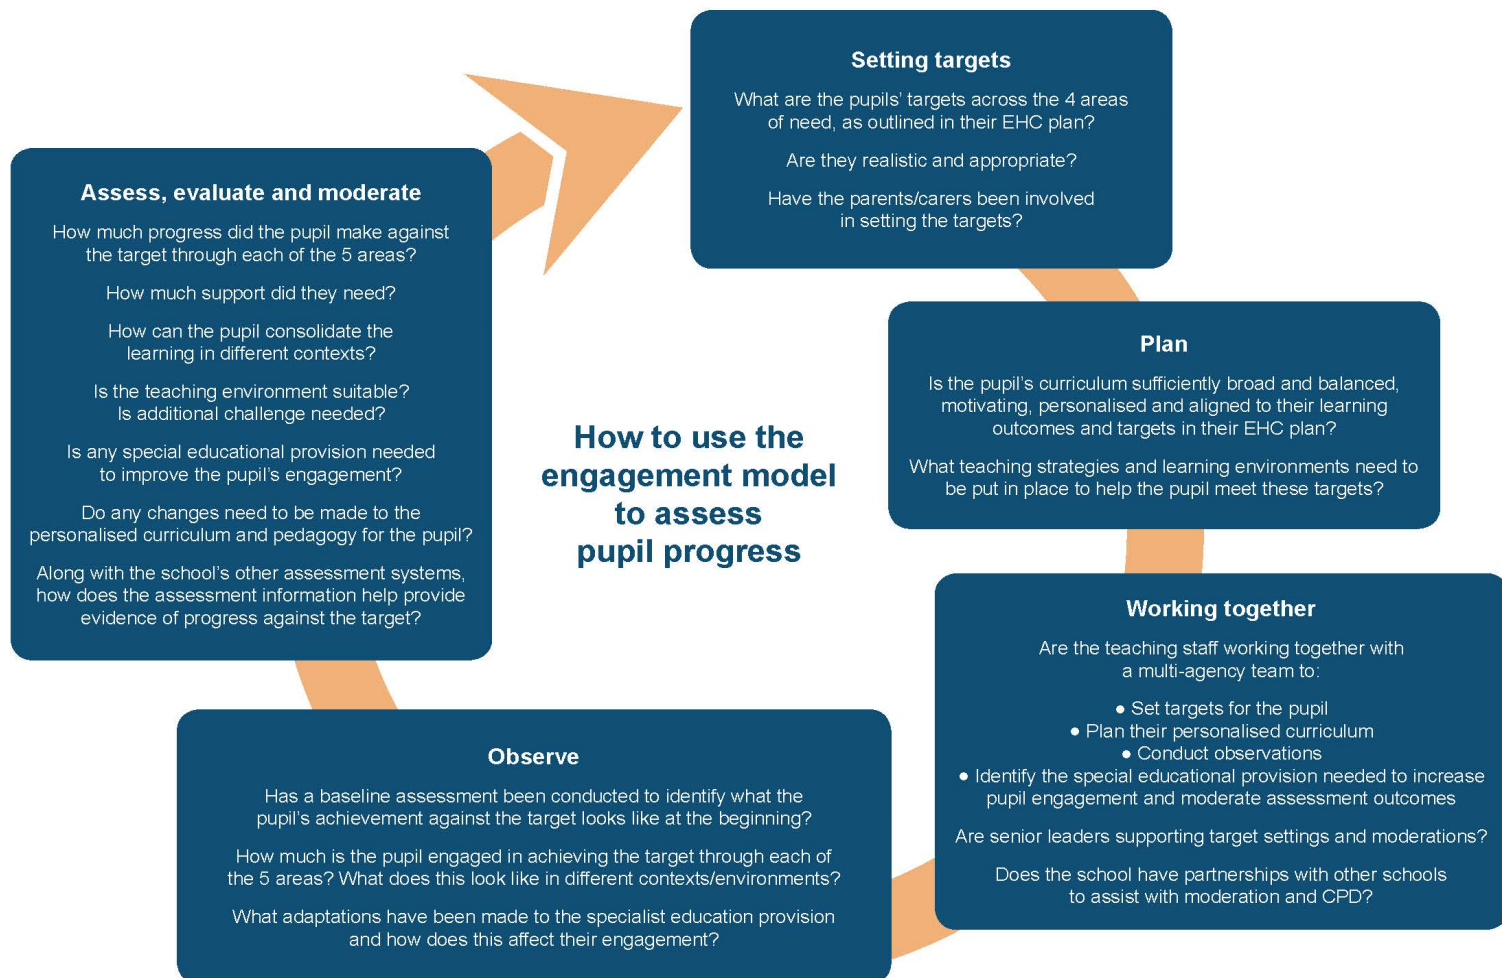 How to use the
engagement model
to assess
pupil progress
Setting targets
What are the pupils' targets across the 4 areas
of need, as outlined in their EHC plan?
Are they realistic and appropriate?
Have the parents/carers been involved
in setting the targets?
Plan
Is the pupil's curriculum sufficiently broad and balanced,
motivating, personalised and aligned to their learning
outcomes and targets in their EHC plan?
What teaching strategies and learning environments need to
be put in place to help the pupil meet these targets?
Working together
Are the teaching staff working together with
a multi-agency team to:
● Set targets for the pupil
● Plan their personalised curriculum
● Conduct observations
● Identify the special educational provision needed to increase
pupil engagement and moderate assessment outcomes
Are senior leaders supporting target settings and moderations?
Does the school have partnerships with other schools
to assist with moderation and CPD?
Observe
Has a baseline assessment been conducted to identify what the
pupil's achievement against the target looks like at the beginning?
How much is the pupil engaged in achieving the target through each of
the 5 areas? What does this look like in different contexts/environments?
What adaptations have been made to the specialist education provision
and how does this affect their engagement?
Assess, evaluate and moderate
How much progress did the pupil make against
the target through each of the 5 areas?
How much support did they need?
How can the pupil consolidate the
learning in different contexts?
Is the teaching environment suitable?
Is additional challenge needed?
Is any special educational provision needed
to improve the pupil's engagement?
Do any changes need to be made to the
personalised curriculum and pedagogy for the pupil?
Along with the school's other assessment systems,
how does the assessment information help provide
evidence of progress against the target?